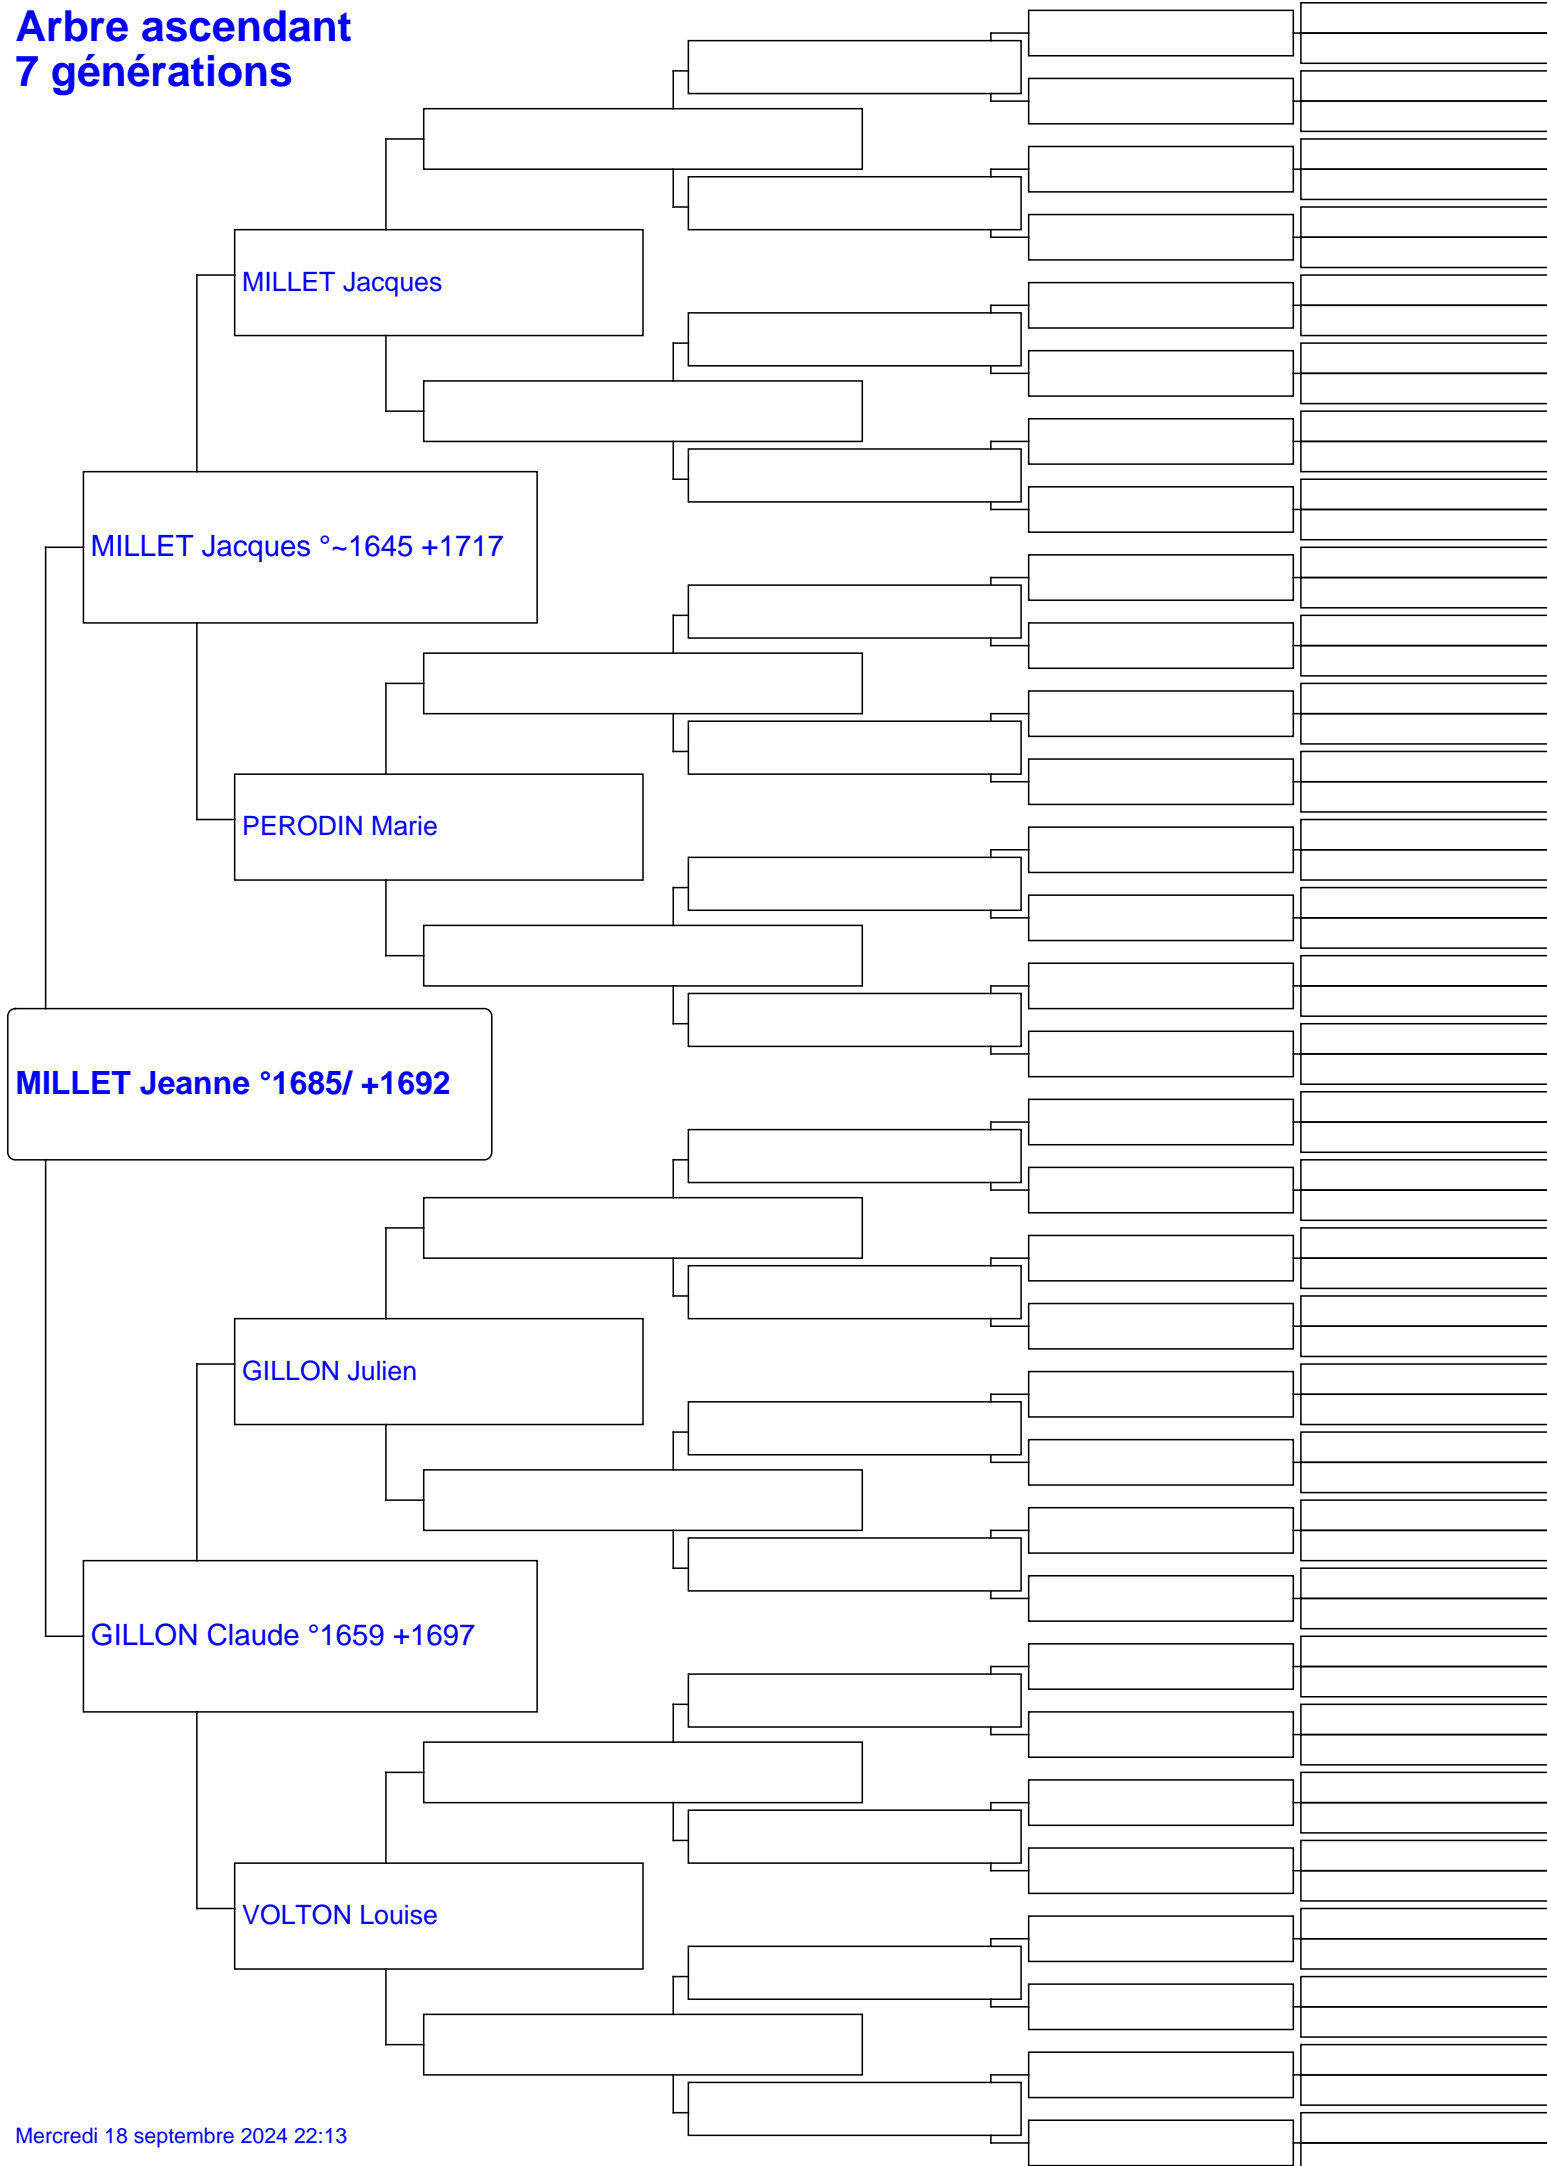 Arbre ascendant
7 générations
MILLET Jacques
MILLET Jacques °~1645 +1717
PERODIN Marie
MILLET Jeanne °1685/ +1692
GILLON Julien
GILLON Claude °1659 +1697
VOLTON Louise
Mercredi 18 septembre 2024 22:13